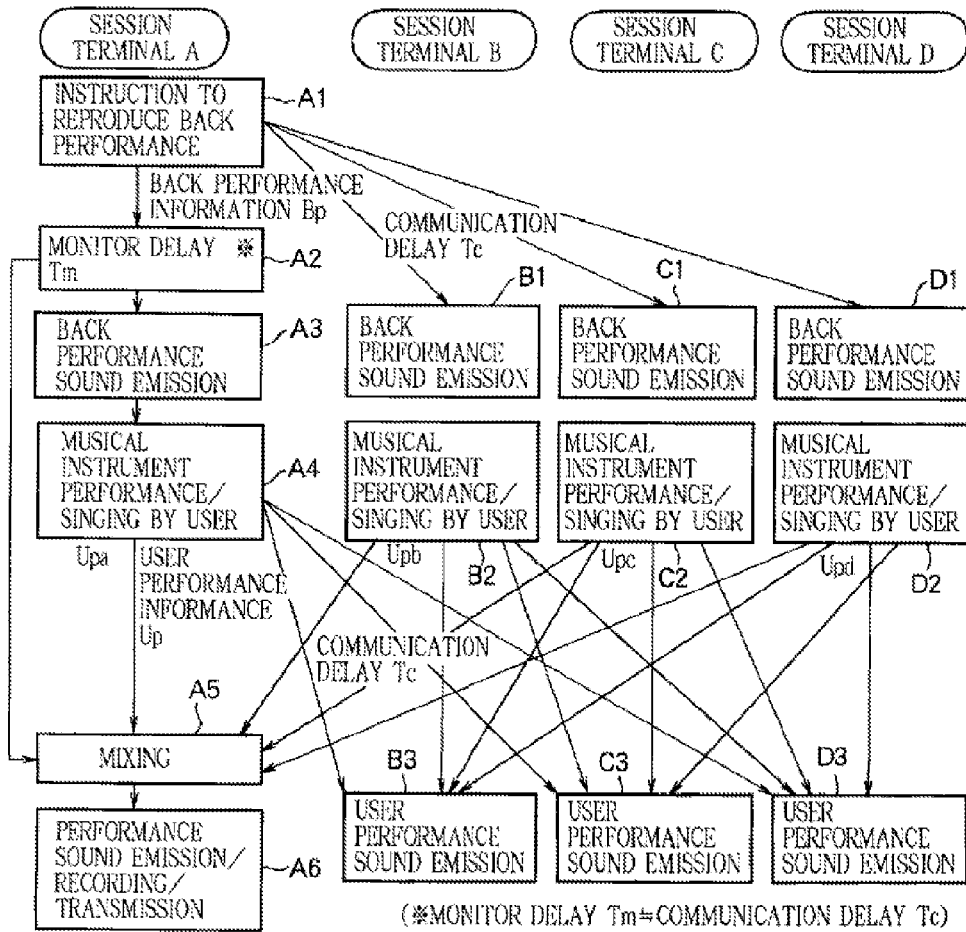 SESSION
TERMINAL A
SESSION
TERMINAL B
SESSION
TERMINAL C
SESSION
TERMINAL D
INSTRUCTION TO
REPRODUCE BACK
PERFORMANCE
A1
BACK PERFORMANCE
INFORMATION Bp
COMMUNICATION
DELAY Tc
MONITOR DELAY ※
Tm
A2
B1
C1
D1
BACK
PERFORMANCE
SOUND EMISSION
A3
BACK
PERFORMANCE
SOUND EMISSION
BACK
PERFORMANCE
SOUND EMISSION
BACK
PERFORMANCE
SOUND EMISSION
MUSICAL
INSTRUMENT
PERFORMANCE/
SINGING BY USER
A4
MUSICAL
INSTRUMENT
PERFORMANCE/
SINGING BY USER
MUSICAL
INSTRUMENT
PERFORMANCE/
SINGING BY USER
MUSICAL
INSTRUMENT
PERFORMANCE/
SINGING BY USER
Upa
USER
PERFORMANCE
INFORMANCE
Up
Upb
B2
Upc
C2
Upd
D2
COMMUNICATION
DELAY Tc
A5
MIXING
B3
C3
D3
USER
PERFORMANCE
SOUND EMISSION
USER
PERFORMANCE
SOUND EMISSION
USER
PERFORMANCE
SOUND EMISSION
PERFORMANCE
SOUND EMISSION/
RECORDING/
TRANSMISSION
A6
(※MONITOR DELAY Tm≒COMMUNICATION DELAY Tc)